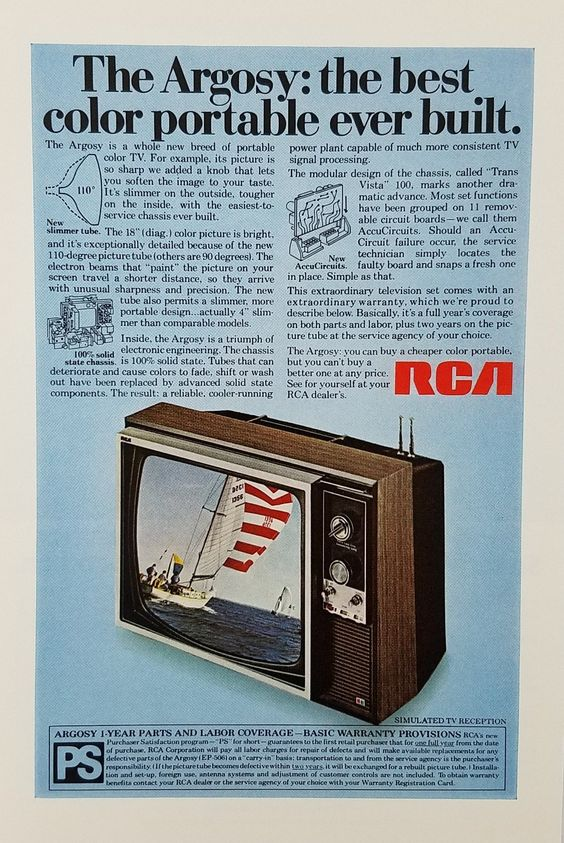 The Argosy: the best
color portable ever built.
The Argosy is a whole new breed of portable
color TV. For example, its picture is
so sharp we added a knob that lets
you soften the image to your taste.
It's slimmer on the outside, tougher
on the inside, with the easiest-to-
service chassis ever built.
110°
New
slimmer tube.
The 18" (diag.) color picture is bright,
and it's exceptionally detailed because of the new
110-degree picture tube (others are 90 degrees). The
electron beams that "paint" the picture on your
screen travel a shorter distance, so they arrive
with unusual sharpness and precision. The new
tube also permits a slimmer, more
portable design...actually 4" slim-
mer than comparable models.
Inside, the Argosy is a triumph of
electronic engineering. The chassis
100% solid
state chassis.
is 100% solid state. Tubes that can
deteriorate and cause colors to fade, shift or wash
out have been replaced by advanced solid state
components. The result: a reliable, cooler-running
power plant capable of much more consistent TV
signal processing.
The modular design of the chassis, called "Trans
Vista" 100, marks another dra-
matic advance. Most set functions
have been grouped on 11 remov-
able circuit boards—we call them
AccuCircuits. Should an Accu-
Circuit failure occur, the service
technician simply locates the
New
AccuCircuits.
faulty board and snaps a fresh one
in place. Simple as that.
This extraordinary television set comes with an
extraordinary warranty, which we're proud to
describe below. Basically, it's a full year's coverage
on both parts and labor, plus two years on the pic-
ture tube at the service agency of your choice.
The Argosy: you can buy a cheaper color portable,
but you can't buy a
better one at any price.
See for yourself at your
RCA dealer's.
RCA
SIMULATED TV RECEPTION
ARGOSY 1-YEAR PARTS AND LABOR COVERAGE—BASIC WARRANTY PROVISIONS RCA's new
Purchaser Satisfaction program—"PS" for short—guarantees to the first retail purchaser that for one full year from the date
of purchase, RCA Corporation will pay all labor charges for repair of defects and will make available replacements for any
defective parts of the Argosy (EP-506) on a "carry-in" basis; transportation to and from the service agency is the purchaser's
responsibility. (If the picture tube becomes defective within two years, it will be exchanged for a rebuilt picture tube.) Installa-
tion and set-up, foreign use, antenna systems and adjustment of customer controls are not included. To obtain warranty
benefits contact your RCA dealer or the service agency of your choice with your Warranty Registration Card.
PS